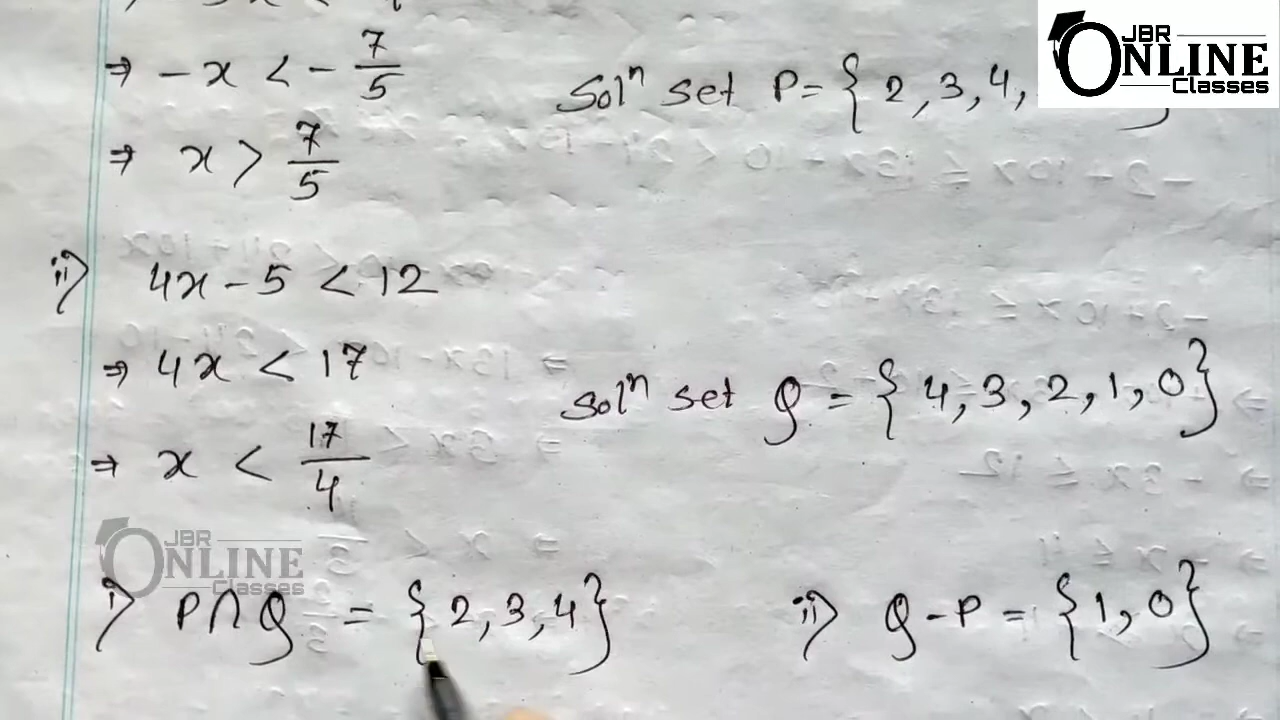 ⇒ -x < - 7/5
Solⁿ set P = { 2, 3, 4,
⇒ x > 7/5
ii) 4x - 5 < 12
⇒ 4x < 17
Solⁿ set Q = { 4, 3, 2, 1, 0 }
⇒ x < 17/4
i) P∩Q = { 2, 3, 4 }
ii) Q - P = { 1, 0 }
JBR
ONLINE
Classes
JBR
ONLINE
Classes